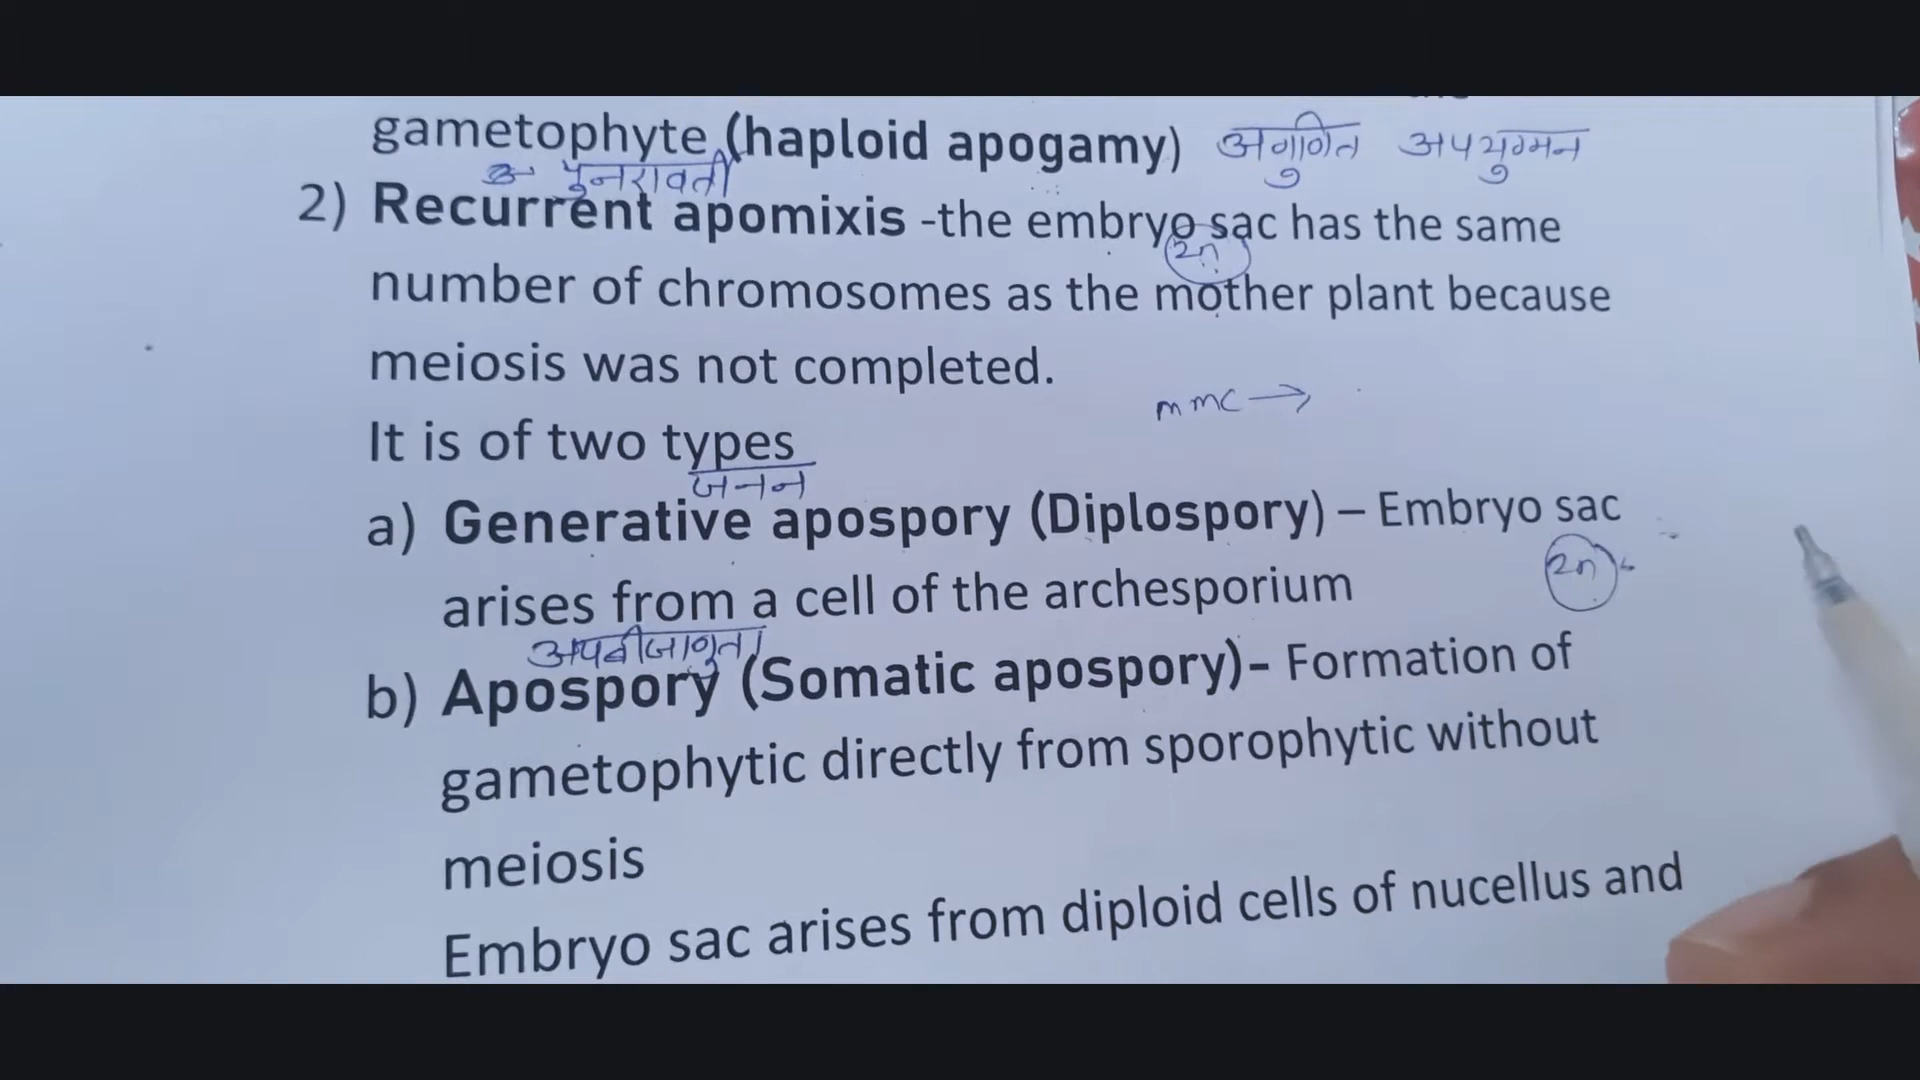 gametophyte (haploid apogamy) अगुणित अपयुग्मन
पुनरावर्ती
2) Recurrent apomixis -the embryo sac has the same
2n
number of chromosomes as the mother plant because
meiosis was not completed.
mmc →
It is of two types
जनन
a) Generative apospory (Diplospory) – Embryo sac
2n
arises from a cell of the archesporium
अपबीजाणुता
b) Apospory (Somatic apospory)- Formation of
gametophytic directly from sporophytic without
meiosis
Embryo sac arises from diploid cells of nucellus and